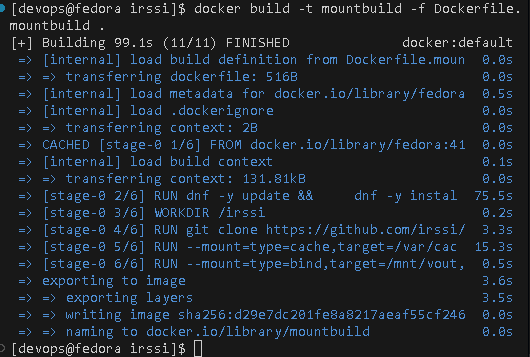 [devops@fedora irssi]$ docker build -t mountbuild -f Dockerfile.
mountbuild .
[+] Building 99.1s (11/11) FINISHED docker:default
=> [internal] load build definition from Dockerfile.moun 0.0s
=> => transferring dockerfile: 516B 0.0s
=> [internal] load metadata for docker.io/library/fedora 0.5s
=> [internal] load .dockerignore 0.0s
=> => transferring context: 2B 0.0s
=> CACHED [stage-0 1/6] FROM docker.io/library/fedora:41 0.0s
=> [internal] load build context 0.1s
=> => transferring context: 131.81kB 0.0s
=> [stage-0 2/6] RUN dnf -y update && dnf -y instal 75.5s
=> [stage-0 3/6] WORKDIR /irssi 0.2s
=> [stage-0 4/6] RUN git clone https://github.com/irssi/ 3.3s
=> [stage-0 5/6] RUN --mount=type=cache,target=/var/cac 15.3s
=> [stage-0 6/6] RUN --mount=type=bind,target=/mnt/vout, 0.5s
=> exporting to image 3.6s
=> => exporting layers 3.5s
=> => writing image sha256:d29e7dc201fe8a8217aeaf55cf246 0.0s
=> => naming to docker.io/library/mountbuild 0.0s
[devops@fedora irssi]$